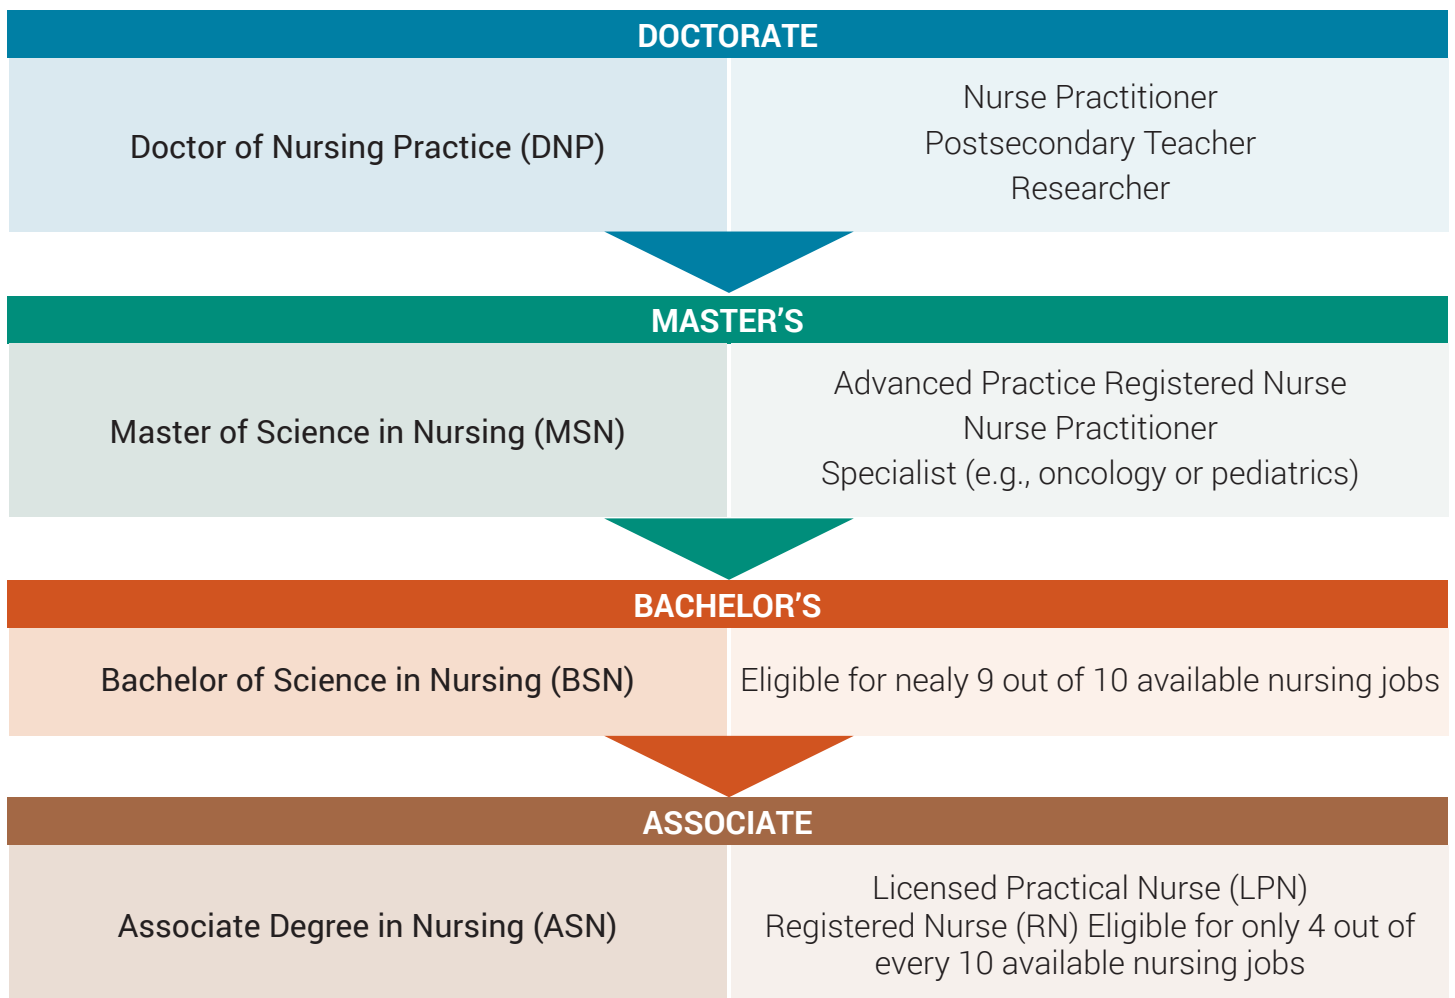 DOCTORATE
Doctor of Nursing Practice (DNP)
Nurse Practitioner
Postsecondary Teacher
Researcher
MASTER’S
Master of Science in Nursing (MSN)
Advanced Practice Registered Nurse
Nurse Practitioner
Specialist (e.g., oncology or pediatrics)
BACHELOR’S
Bachelor of Science in Nursing (BSN)
Eligible for nealy 9 out of 10 available nursing jobs
ASSOCIATE
Associate Degree in Nursing (ASN)
Licensed Practical Nurse (LPN)
Registered Nurse (RN) Eligible for only 4 out of
every 10 available nursing jobs